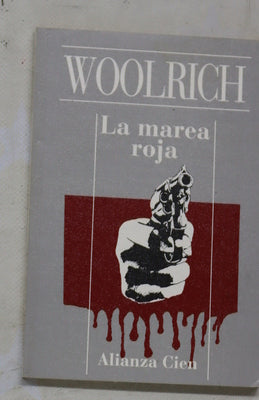 WOOLRICH
La marea
roja
Alianza Cien